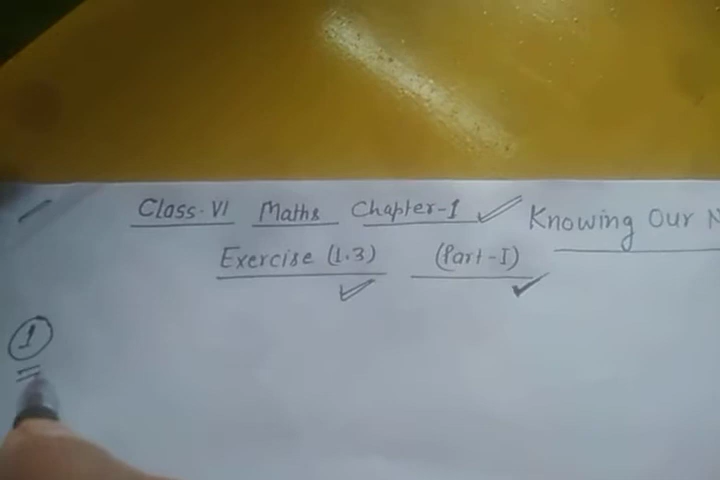 Class-VI Maths Chapter-1 Knowing Our
Exercise (1.3) (Part-I)
1